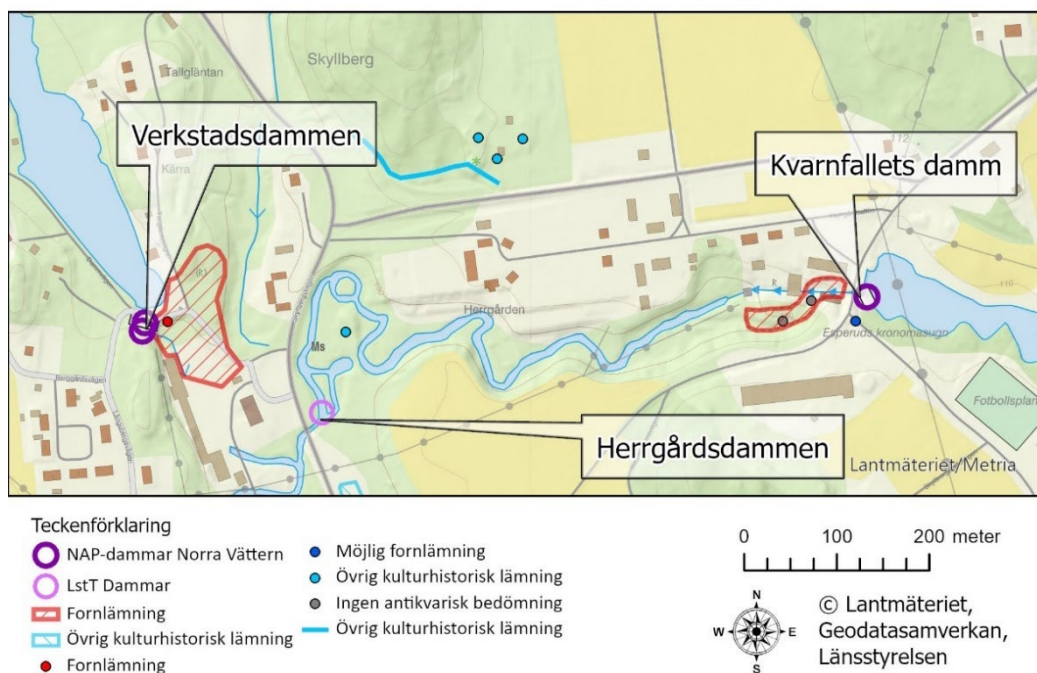 Skyllberg
Tallgläntan
Verkstadsdammen
Kärra
112
Kvarnfallets damm
(R)
R
110
Herrgården
Ms
Esperuds kronomasugn
Fotbollsplan
Herrgårdsdammen
Lantmäteriet/Metria
Teckenförklaring
NAP-dammar Norra Vättern
LstT Dammar
Fornlämning
Övrig kulturhistorisk lämning
Fornlämning
Möjlig fornlämning
Övrig kulturhistorisk lämning
Ingen antikvarisk bedömning
Övrig kulturhistorisk lämning
0 100 200 meter
N
W E
S
© Lantmäteriet,
Geodatasamverkan,
Länsstyrelsen